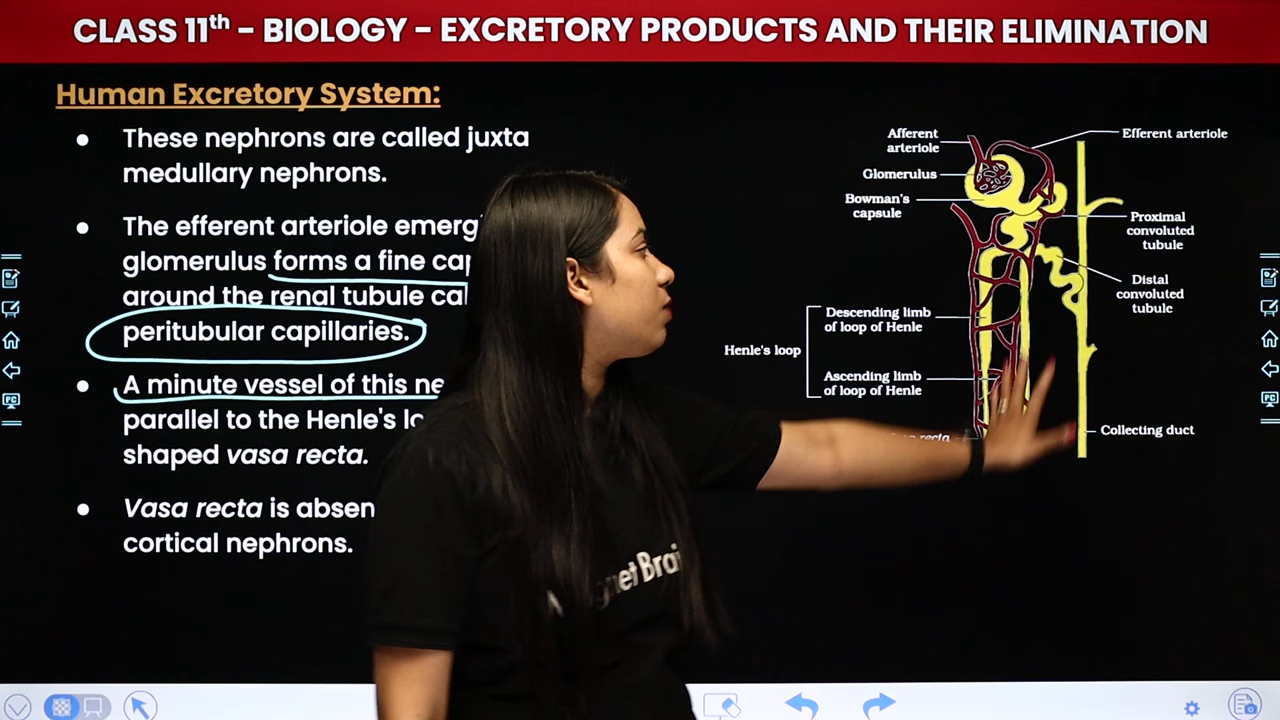 CLASS 11th – BIOLOGY – EXCRETORY PRODUCTS AND THEIR ELIMINATION
Human Excretory System:
● These nephrons are called juxta
medullary nephrons.
● The efferent arteriole emerg
glomerulus forms a fine cap
around the renal tubule cal
peritubular capillaries.
● A minute vessel of this ne
parallel to the Henle's lo
shaped vasa recta.
● Vasa recta is absen
cortical nephrons.
Afferent
arteriole
Efferent arteriole
Glomerulus
Bowman's
capsule
Proximal
convoluted
tubule
Distal
convoluted
tubule
Descending limb
of loop of Henle
Henle's loop
Ascending limb
of loop of Henle
recta
Collecting duct
PC
PC